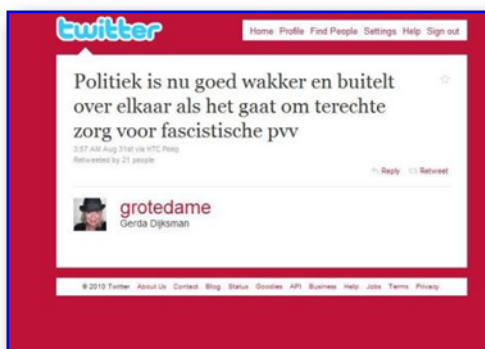 twitter
Home Profile Find People Settings Help Sign out
Politiek is nu goed wakker en buitelt
over elkaar als het gaat om terechte
zorg voor fascistische pvv
3:57 AM Aug 31st via HTC Peep
Retweeted by 21 people
Reply Retweet
grotedame
Gerda Dijksman
© 2010 Twitter About Us Contact Blog Status Goodies API Business Help Jobs Terms Privacy